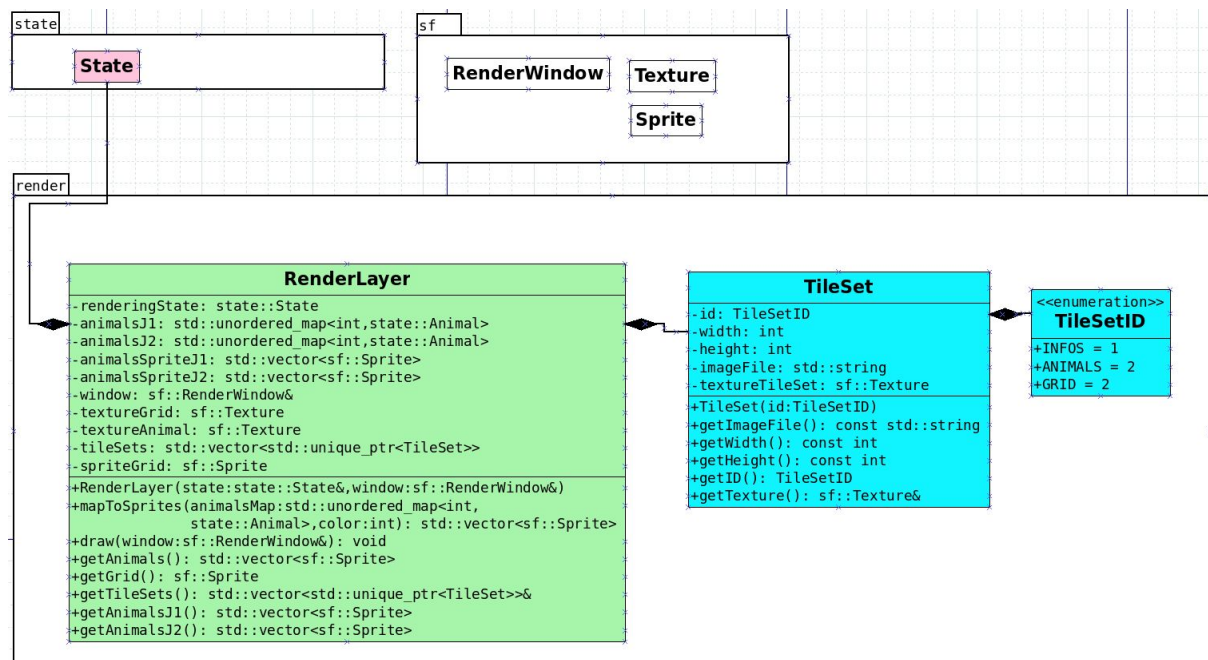 state
State
sf
RenderWindow
Texture
Sprite
render
RenderLayer
-renderingState: state::State
-animalsJ1: std::unordered_map<int,state::Animal>
-animalsJ2: std::unordered_map<int,state::Animal>
-animalsSpriteJ1: std::vector<sf::Sprite>
-animalsSpriteJ2: std::vector<sf::Sprite>
-window: sf::RenderWindow&
-textureGrid: sf::Texture
-textureAnimal: sf::Texture
-tileSets: std::vector<std::unique_ptr<TileSet>>
-spriteGrid: sf::Sprite
+RenderLayer(state:state::State&,window:sf::RenderWindow&)
+mapToSprites(animalsMap:std::unordered_map<int,
state::Animal>,color:int): std::vector<sf::Sprite>
+draw(window:sf::RenderWindow&): void
+getAnimals(): std::vector<sf::Sprite>
+getGrid(): sf::Sprite
+getTileSets(): std::vector<std::unique_ptr<TileSet>>&
+getAnimalsJ1(): std::vector<sf::Sprite>
+getAnimalsJ2(): std::vector<sf::Sprite>
TileSet
-id: TileSetID
-width: int
-height: int
-imageFile: std::string
-textureTileSet: sf::Texture
+TileSet(id:TileSetID)
+getImageFile(): const std::string
+getWidth(): const int
+getHeight(): const int
+getID(): TileSetID
+getTexture(): sf::Texture&
<<enumeration>>
TileSetID
+INFOS = 1
+ANIMALS = 2
+GRID = 2